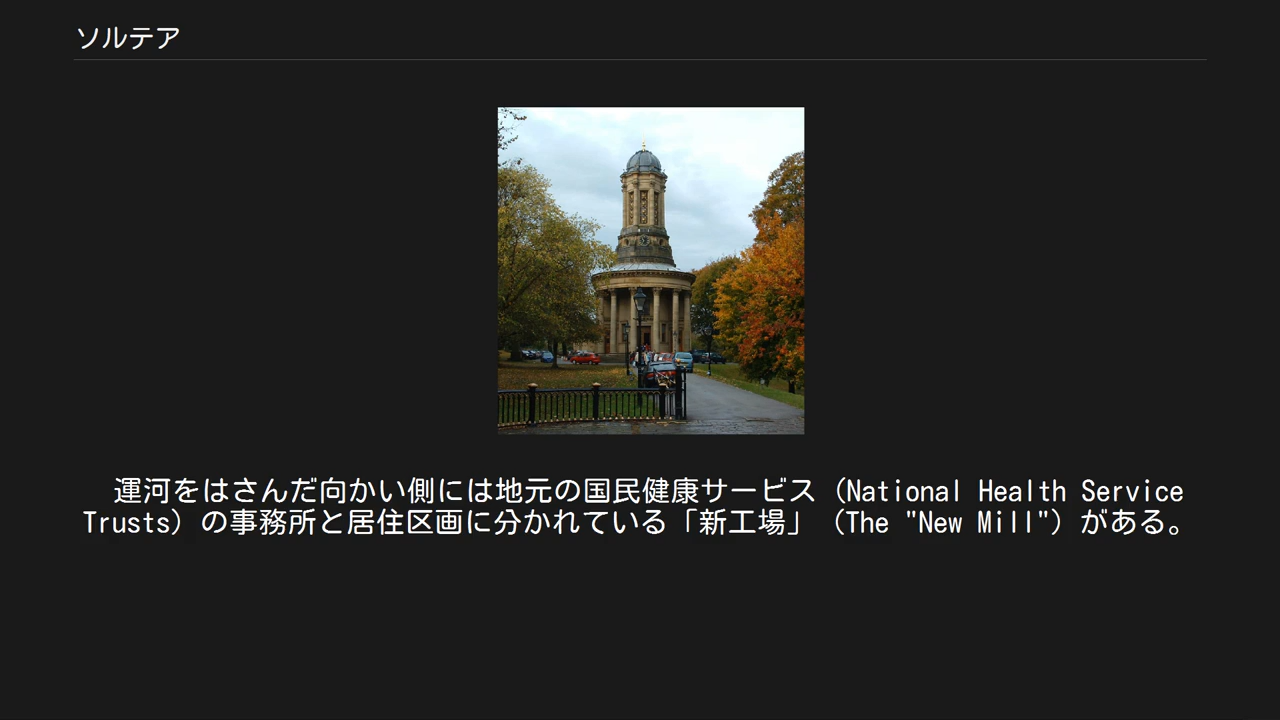 ソルテア
運河をはさんだ向かい側には地元の国民健康サービス（National Health Service
Trusts）の事務所と居住区画に分かれている「新工場」（The "New Mill"）がある。